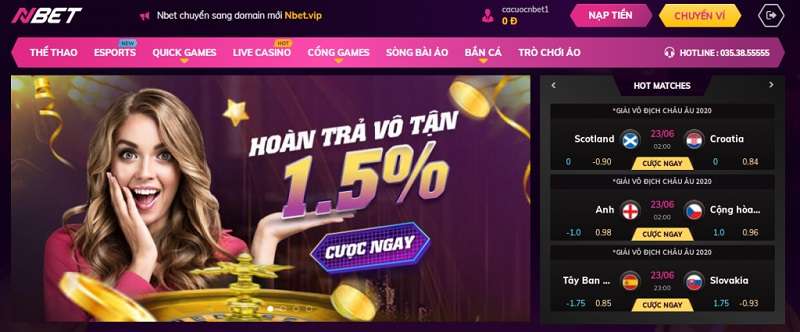 NBET
Nbet chuyển sang domain mới Nbet.vip
cacuocnbet1
0 Đ
NẠP TIỀN
CHUYỂN VÍ
THỂ THAO
ESPORTS NEW
QUICK GAMES
LIVE CASINO HOT
CỔNG GAMES
SÒNG BÀI ẢO
BẮN CÁ
TRÒ CHƠI ẢO
HOTLINE : 035.38.55555
HOÀN TRẢ VÔ TẬN
1.5%
CƯỢC NGAY
HOT MATCHES
*GIẢI VÔ ĐỊCH CHÂU ÂU 2020
Scotland 23/06 Croatia
02:00
0 -0.90 CƯỢC NGAY 0 0.84
*GIẢI VÔ ĐỊCH CHÂU ÂU 2020
Anh 23/06 Cộng hòa...
02:00
-1.0 0.98 CƯỢC NGAY 1.0 0.96
*GIẢI VÔ ĐỊCH CHÂU ÂU 2020
Tây Ban ... 23/06 Slovakia
23:00
-1.75 0.85 CƯỢC NGAY 1.75 -0.93